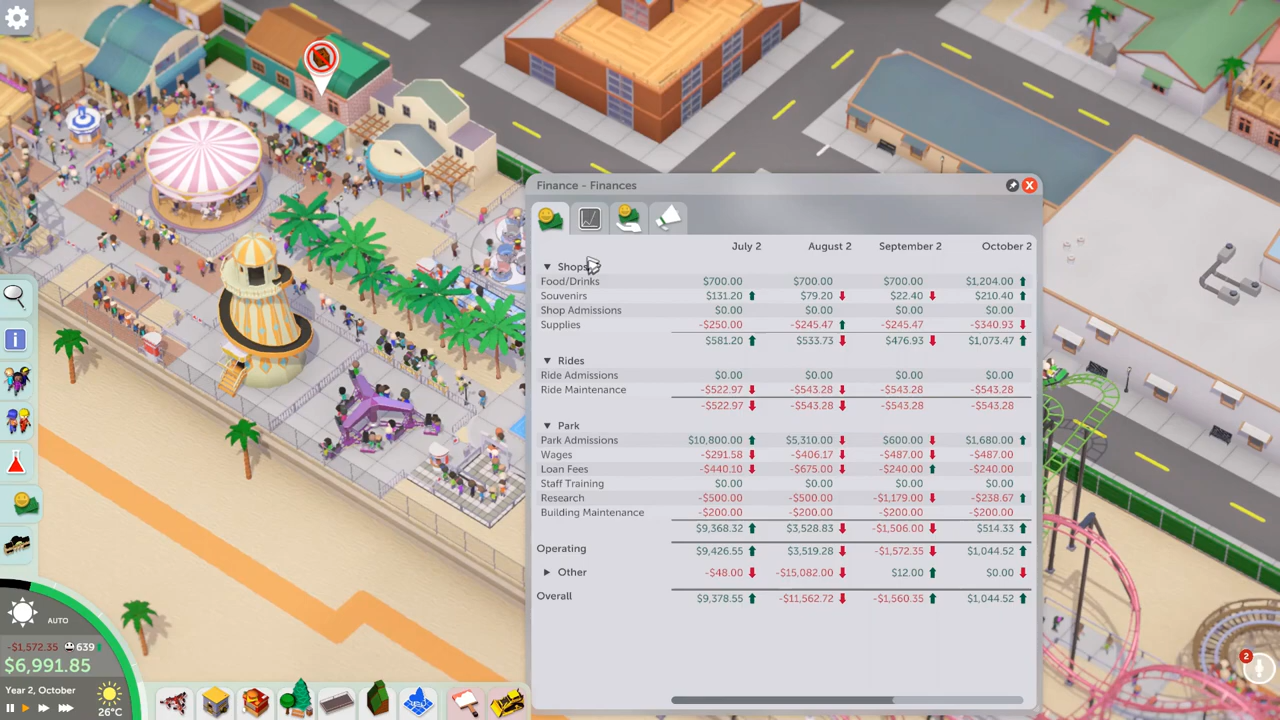 Finance - Finances
July 2 August 2 September 2 October 2
Shops
Food/Drinks $700.00 $700.00 $700.00 $1,204.00
Souvenirs $131.20 $79.20 $22.40 $210.40
Shop Admissions $0.00 $0.00 $0.00 $0.00
Supplies -$250.00 -$245.47 -$245.47 -$340.93
$581.20 $533.73 $476.93 $1,073.47
Rides
Ride Admissions $0.00 $0.00 $0.00 $0.00
Ride Maintenance -$522.97 -$543.28 -$543.28 -$543.28
-$522.97 -$543.28 -$543.28 -$543.28
Park
Park Admissions $10,800.00 $5,310.00 $600.00 $1,680.00
Wages -$291.58 -$406.17 -$487.00 -$487.00
Loan Fees -$440.10 -$675.00 -$240.00 -$240.00
Staff Training $0.00 $0.00 $0.00 $0.00
Research -$500.00 -$500.00 -$1,179.00 -$238.67
Building Maintenance -$200.00 -$200.00 -$200.00 -$200.00
$9,368.32 $3,528.83 -$1,506.00 $514.33
Operating $9,426.55 $3,519.28 -$1,572.35 $1,044.52
Other -$48.00 -$15,082.00 $12.00 $0.00
Overall $9,378.55 -$11,562.72 -$1,560.35 $1,044.52
AUTO
-$1,572.35 639
$6,991.85
Year 2, October
26°C
2